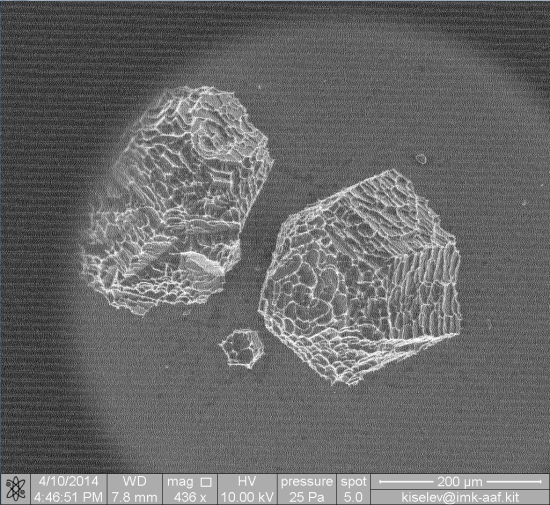 4/10/2014
4:46:51 PM
WD
7.8 mm
mag
436 x
HV
10.00 kV
pressure
25 Pa
spot
5.0
200 µm
kiselev@imk-aaf.kit